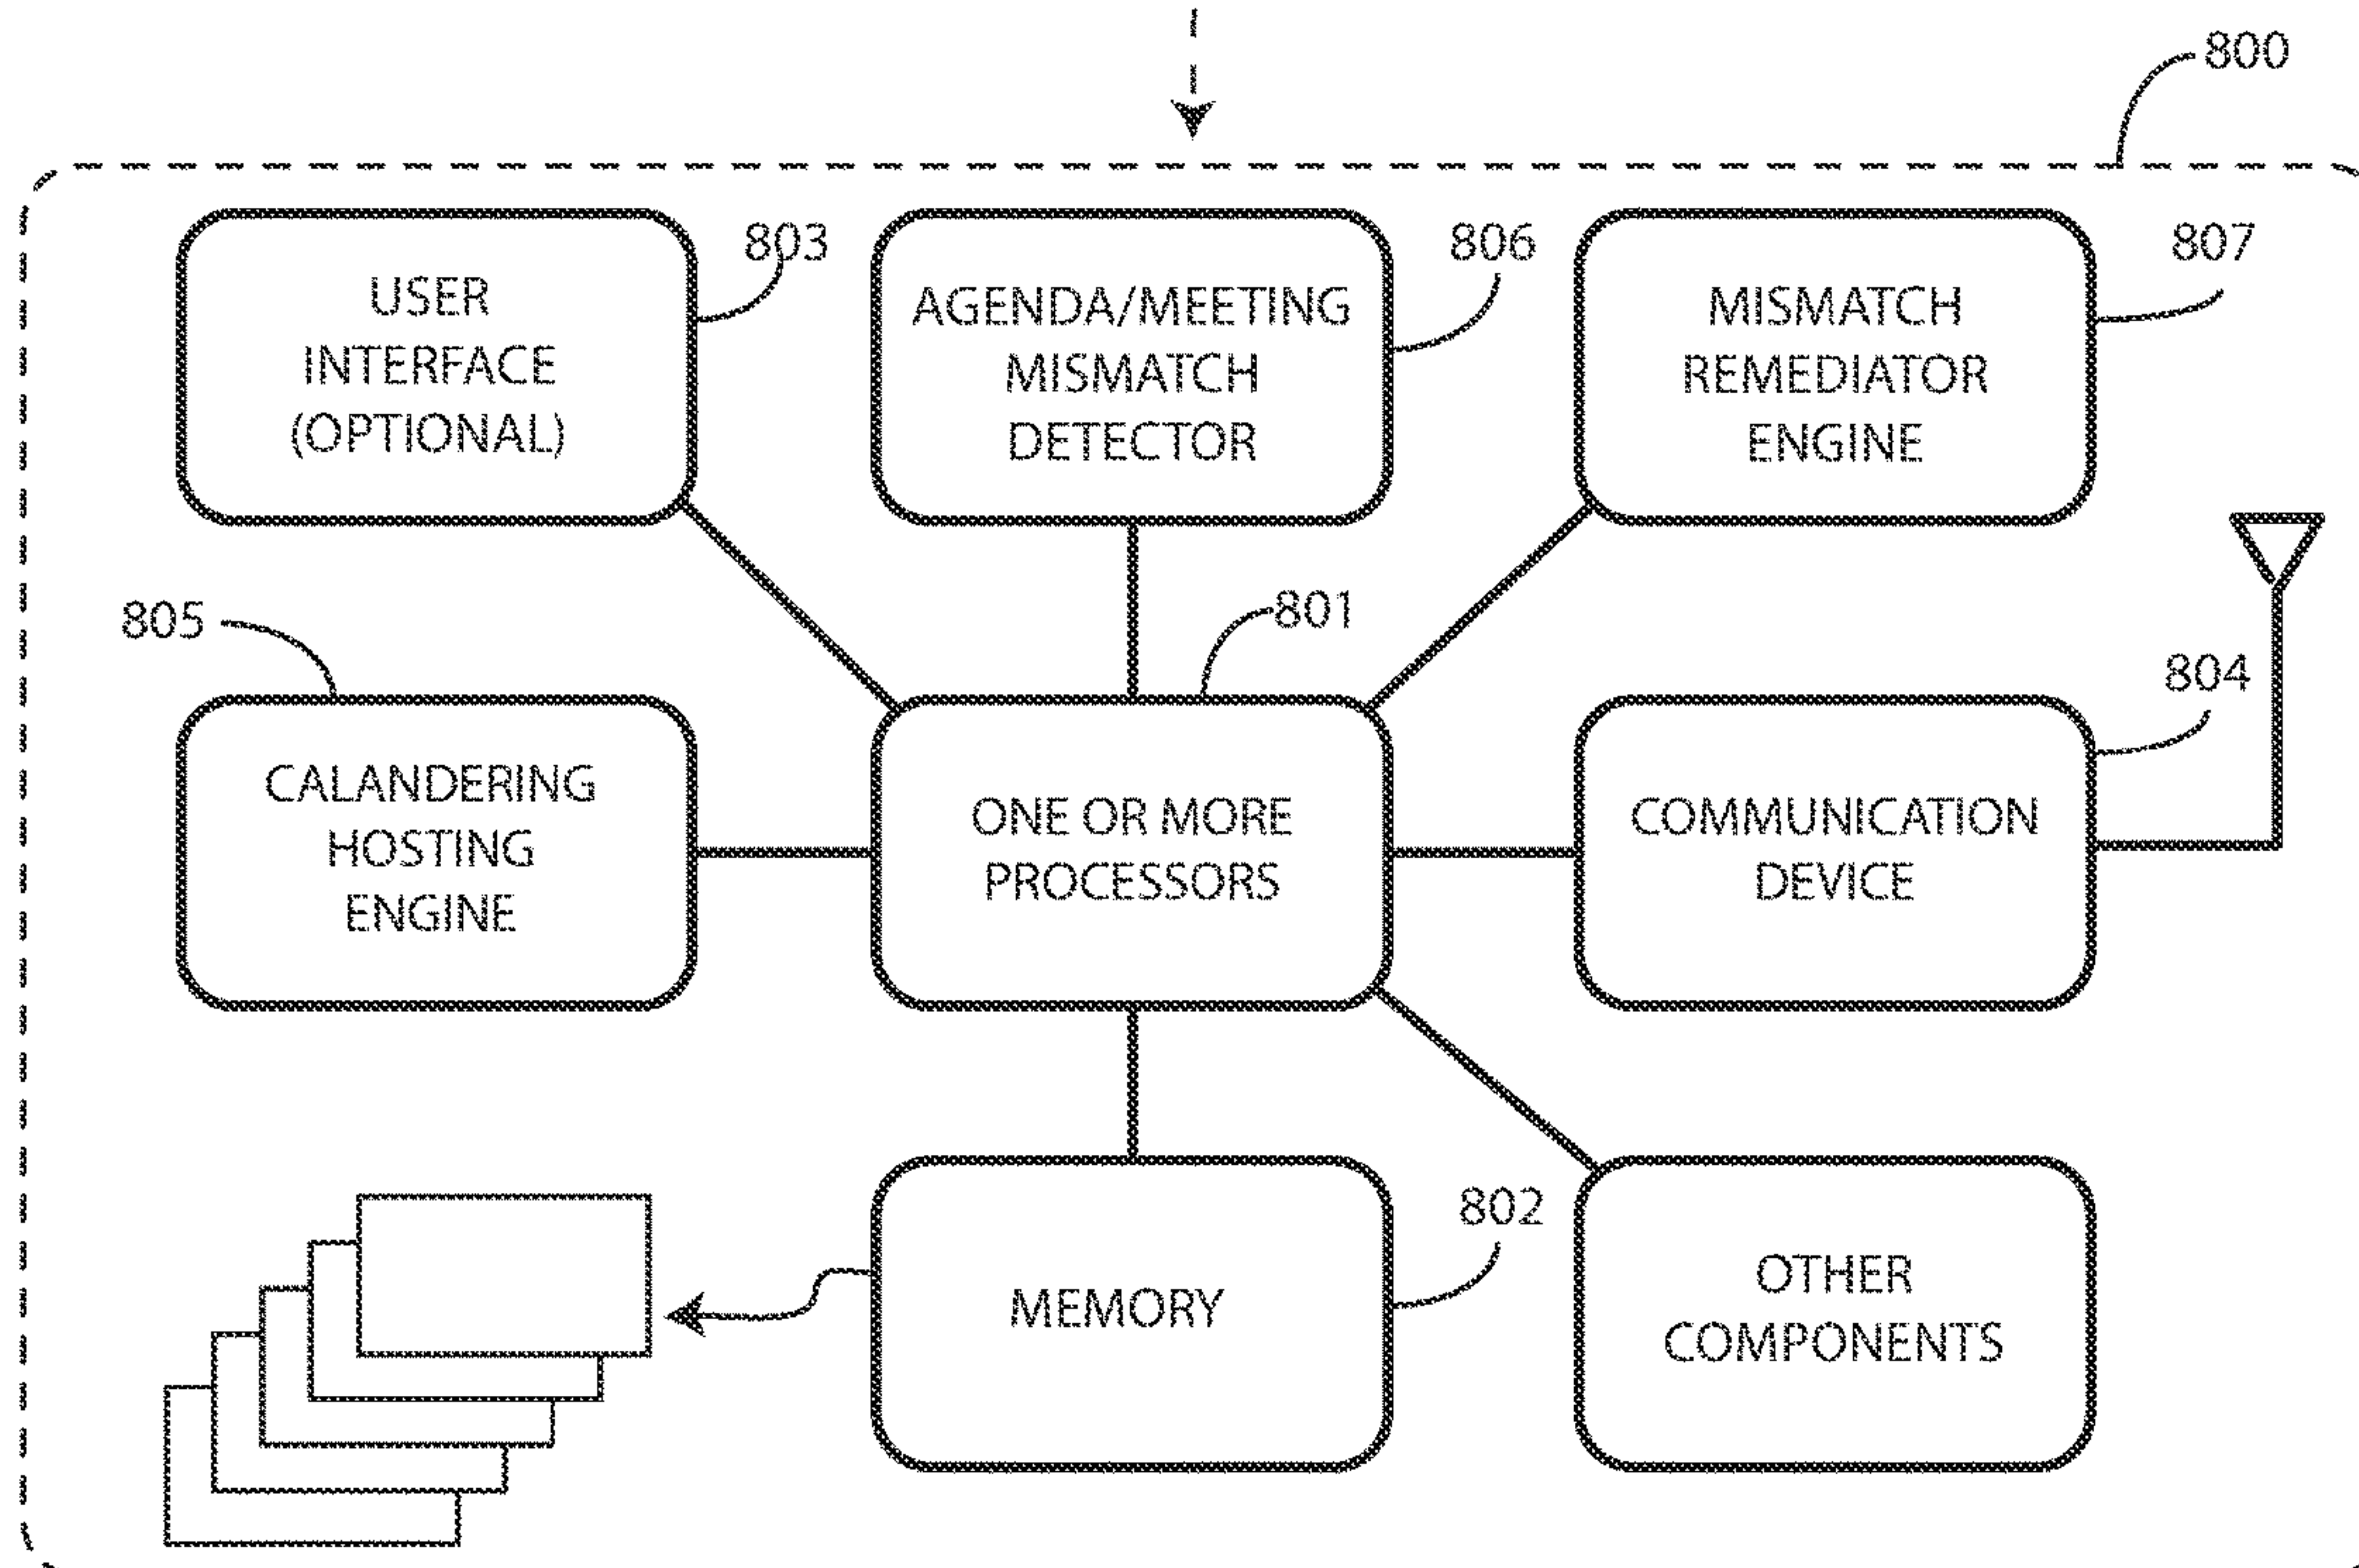 800
803
806
807
USER
INTERFACE
(OPTIONAL)
AGENDA/MEETING
MISMATCH
DETECTOR
MISMATCH
REMEDIATOR
ENGINE
805
801
804
CALANDERING
HOSTING
ENGINE
ONE OR MORE
PROCESSORS
COMMUNICATION
DEVICE
802
MEMORY
OTHER
COMPONENTS